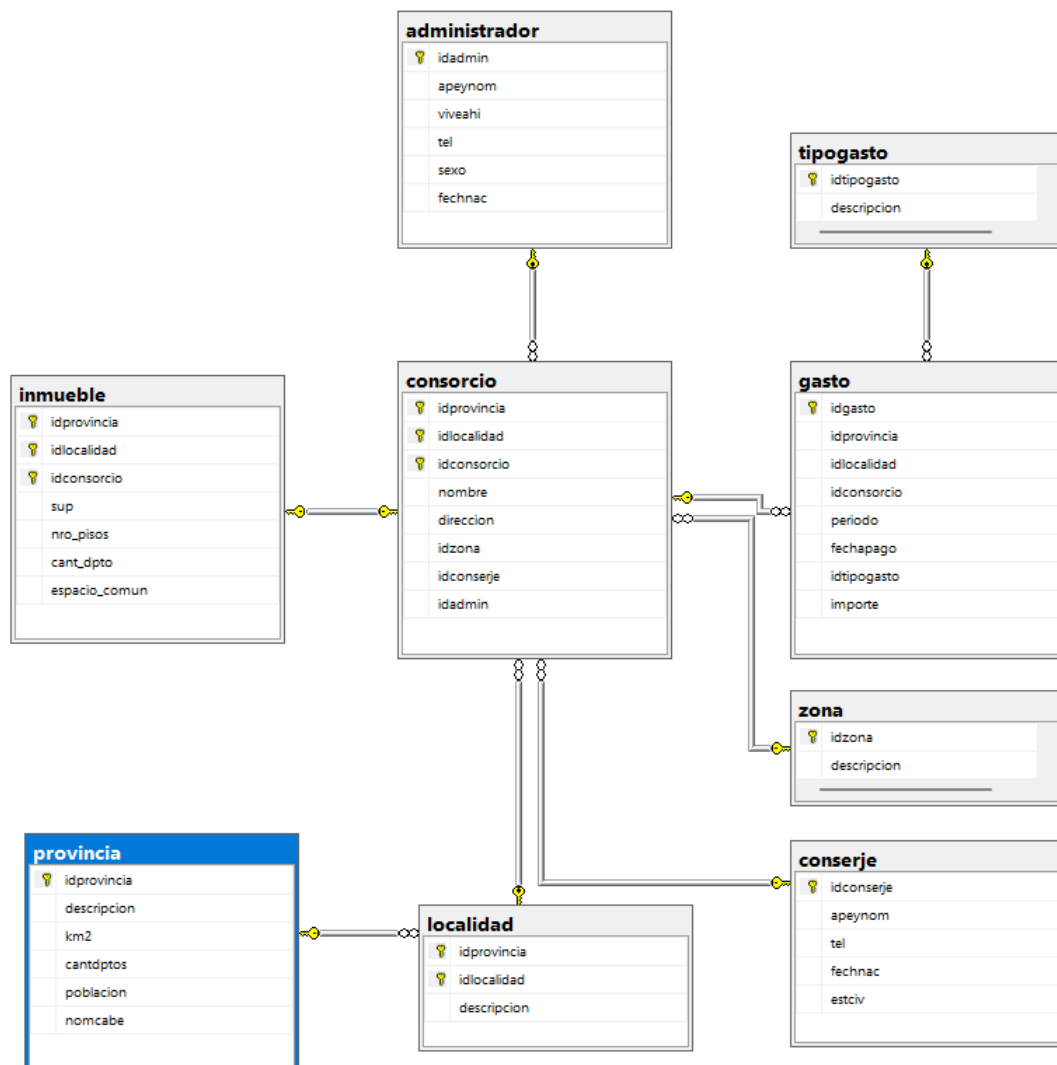 administrador
idadmin
apeynom
viveahi
tel
sexo
fechnac
tipogasto
idtipogasto
descripcion
inmueble
idprovincia
idlocalidad
idconsorcio
sup
nro_pisos
cant_dpto
espacio_comun
consorcio
idprovincia
idlocalidad
idconsorcio
nombre
direccion
idzona
idconserje
idadmin
gasto
idgasto
idprovincia
idlocalidad
idconsorcio
periodo
fechapago
idtipogasto
importe
zona
idzona
descripcion
provincia
idprovincia
descripcion
km2
cantdptos
poblacion
nomcabe
localidad
idprovincia
idlocalidad
descripcion
conserje
idconserje
apeynom
tel
fechnac
estciv